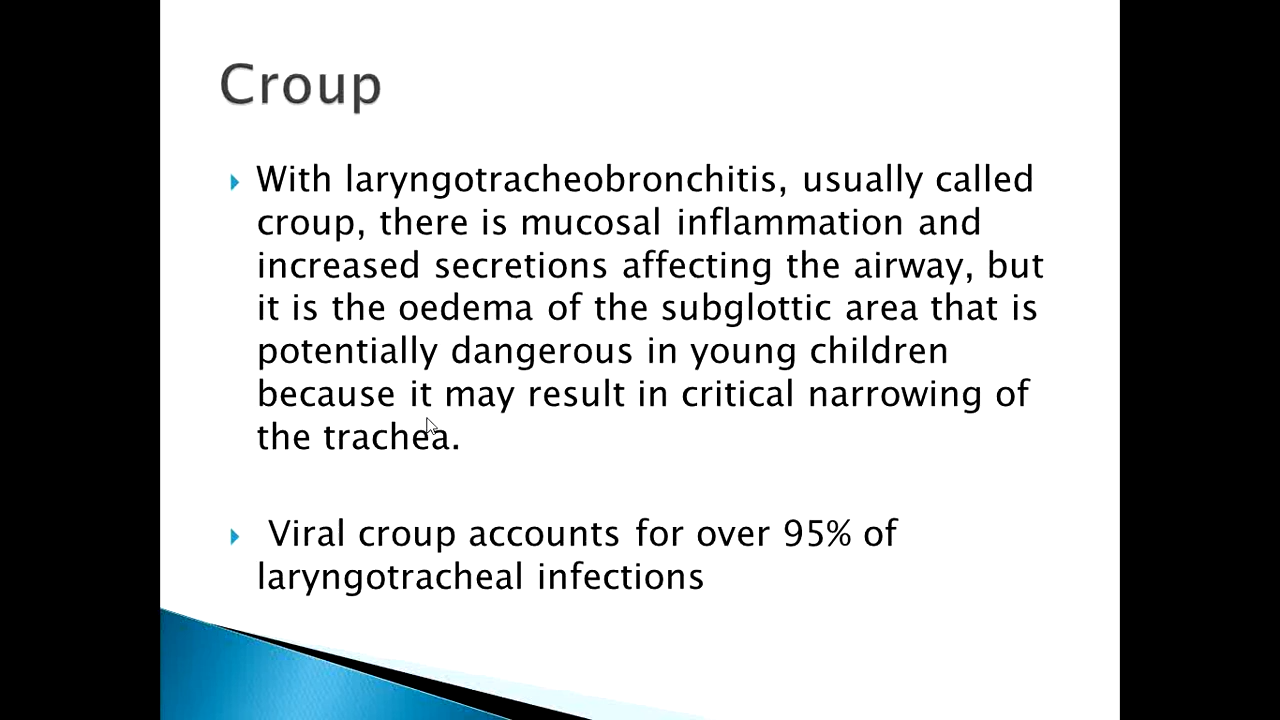 Croup
With laryngotracheobronchitis, usually called
croup, there is mucosal inflammation and
increased secretions affecting the airway, but
it is the oedema of the subglottic area that is
potentially dangerous in young children
because it may result in critical narrowing of
the trachea.
Viral croup accounts for over 95% of
laryngotracheal infections